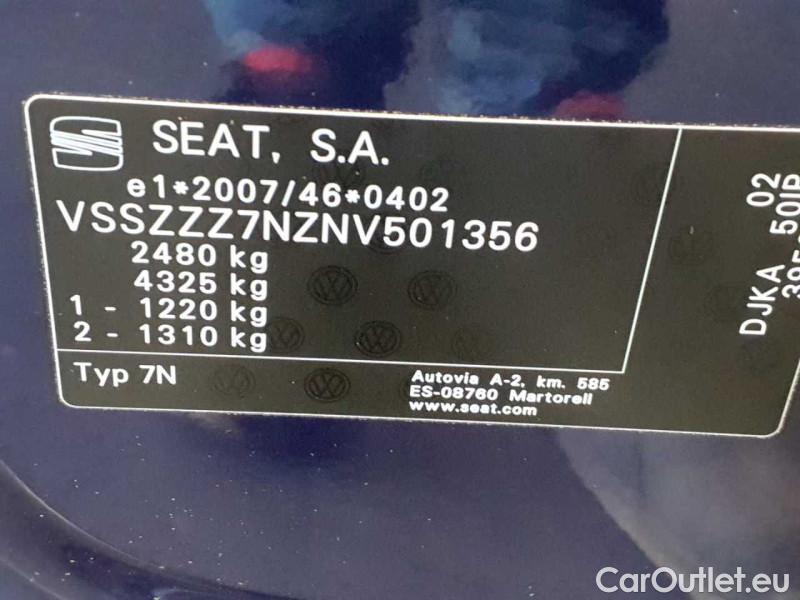 SEAT, S.A.
e1*2007/46*0402
VSSZZZ7NZNV501356
2480 kg
4325 kg
1 - 1220 kg
2 - 1310 kg
Typ 7N
Autovia A-2, km. 585
ES-08760 Martorell
www.seat.com
DJKA
02
CarOutlet.eu